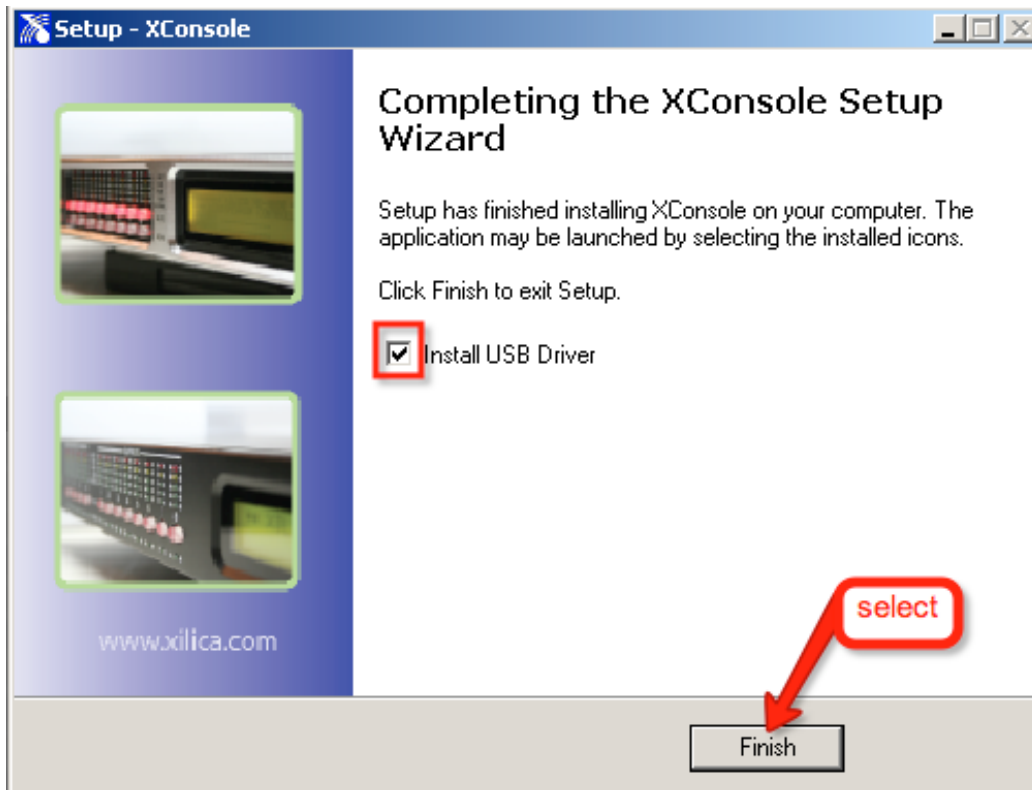 Setup - XConsole
Completing the XConsole Setup
Wizard
Setup has finished installing XConsole on your computer. The
application may be launched by selecting the installed icons.
Click Finish to exit Setup.
Install USB Driver
select
www.xilica.com
Finish